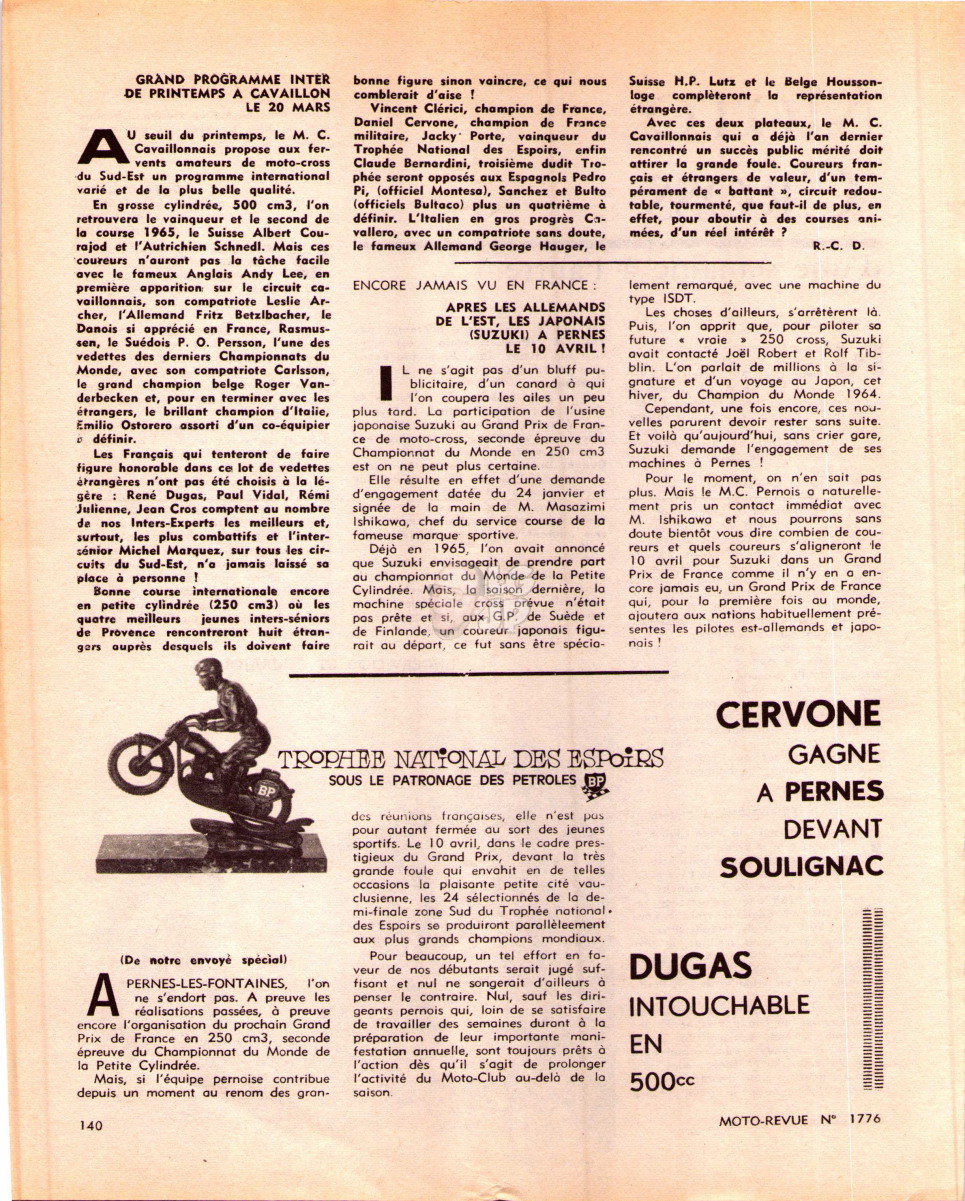 GRAND PROGRAMME INTER
DE PRINTEMPS A CAVAILLON
LE 20 MARS
AU seuil du printemps, le M. C.
Cavaillonnais propose aux fer-
vents amateurs de moto-cross
du Sud-Est un programme international
varié et de la plus belle qualité.
En grosse cylindrée, 500 cm3, l'on
retrouvera le vainqueur et le second de
la course 1965, le Suisse Albert Cou-
rajod et l'Autrichien Schnedl. Mais ces
coureurs n'auront pas la tâche facile
avec le fameux Anglais Andy Lee, en
première apparition sur le circuit ca-
vaillonnais, son compatriote Leslie Ar-
cher, l'Allemand Fritz Betzlbacher, le
Danois si apprécié en France, Rasmus-
sen, le Suédois P. O. Persson, l'une des
vedettes des derniers Championnats du
Monde, avec son compatriote Carlsson,
le grand champion belge Roger Van-
derbecken et, pour en terminer avec les
étrangers, le brillant champion d'Italie,
Emilio Ostorero assorti d'un co-équipier
à définir.
Les Français qui tenteront de faire
figure honorable dans ce lot de vedettes
étrangères n'ont pas été choisis à la lé-
gère : René Dugas, Paul Vidal, Rémi
Julienne, Jean Cros comptent au nombre
de nos Inters-Experts les meilleurs et,
surtout, les plus combattifs et l'inter-
sénior Michel Marquez, sur tous les cir-
cuits du Sud-Est, n'a jamais laissé sa
place à personne !
Bonne course internationale encore
en petite cylindrée (250 cm3) où les
quatre meilleurs jeunes inters-séniors
de Provence rencontreront huit étran-
gers auprès desquels ils doivent faire
bonne figure sinon vaincre, ce qui nous
comblerait d'aise !
Vincent Clérici, champion de France,
Daniel Cervone, champion de France
militaire, Jacky Porte, vainqueur du
Trophée National des Espoirs, enfin
Claude Bernardini, troisième dudit Tro-
phée seront opposés aux Espagnols Pedro
Pi, (officiel Montesa), Sanchez et Bulto
(officiels Bultaco) plus un quatrième à
définir. L'Italien en gros progrès Ca-
vallero, avec un compatriote sans doute,
le fameux Allemand George Hauger, le
Suisse H.P. Lutz et le Belge Housson-
loge complèteront la représentation
étrangère.
Avec ces deux plateaux, le M. C.
Cavaillonnais qui a déjà l'an dernier
rencontré un succès public mérité doit
attirer la grande foule. Coureurs fran-
çais et étrangers de valeur, d'un tem-
pérament de « battant », circuit redou-
table, tourmenté, que faut-il de plus, en
effet, pour aboutir à des courses ani-
mées, d'un réel intérêt ?
R.-C. D.
ENCORE JAMAIS VU EN FRANCE :
APRES LES ALLEMANDS
DE L'EST, LES JAPONAIS
(SUZUKI) A PERNES
LE 10 AVRIL !
IL ne s'agit pas d'un bluff pu-
blicitaire, d'un canard à qui
l'on coupera les ailes un peu
plus tard. La participation de l'usine
japonaise Suzuki au Grand Prix de Fran-
ce de moto-cross, seconde épreuve du
Championnat du Monde en 250 cm3
est on ne peut plus certaine.
Elle résulte en effet d'une demande
d'engagement datée du 24 janvier et
signée de la main de M. Masazimi
Ishikawa, chef du service course de la
fameuse marque sportive.
Déjà en 1965, l'on avait annoncé
que Suzuki envisageait de prendre part
au championnat du Monde de la Petite
Cylindrée. Mais, la saison dernière, la
machine spéciale cross prévue n'était
pas prête et si, aux G.P. de Suède et
de Finlande, un coureur japonais figu-
rait au départ, ce fut sans être spécia-
lement remarqué, avec une machine du
type ISDT.
Les choses d'ailleurs, s'arrêtèrent là.
Puis, l'on apprit que, pour piloter sa
future « vraie » 250 cross, Suzuki
avait contacté Joël Robert et Rolf Tib-
blin. L'on parlait de millions à la si-
gnature et d'un voyage au Japon, cet
hiver, du Champion du Monde 1964.
Cependant, une fois encore, ces nou-
velles parurent devoir rester sans suite.
Et voilà qu'aujourd'hui, sans crier gare,
Suzuki demande l'engagement de ses
machines à Pernes !
Pour le moment, on n'en sait pas
plus. Mais le M.C. Pernois a naturelle-
ment pris un contact immédiat avec
M. Ishikawa et nous pourrons sans
doute bientôt vous dire combien de cou-
reurs et quels coureurs s'aligneront le
10 avril pour Suzuki dans un Grand
Prix de France comme il n'y en a en-
core jamais eu, un Grand Prix de France
qui, pour la première fois au monde,
ajoutera aux nations habituellement pré-
sentes les pilotes est-allemands et japo-
nais !
BP
TROPHEE NATIONAL DES ESPOIRS
SOUS LE PATRONAGE DES PETROLES BP
CERVONE
GAGNE
A PERNES
DEVANT
SOULIGNAC
DUGAS
INTOUCHABLE
EN
500cc
(De notre envoyé spécial)
A PERNES-LES-FONTAINES, l'on
ne s'endort pas. A preuve les
réalisations passées, à preuve
encore l'organisation du prochain Grand
Prix de France en 250 cm3, seconde
épreuve du Championnat du Monde de
la Petite Cylindrée.
Mais, si l'équipe pernoise contribue
depuis un moment au renom des gran-
des réunions françaises, elle n'est pas
pour autant fermée au sort des jeunes
sportifs. Le 10 avril, dans le cadre pres-
tigieux du Grand Prix, devant la très
grande foule qui envahit en de telles
occasions la plaisante petite cité vau-
clusienne, les 24 sélectionnés de la de-
mi-finale zone Sud du Trophée national
des Espoirs se produiront parallèleement
aux plus grands champions mondiaux.
Pour beaucoup, un tel effort en fa-
veur de nos débutants serait jugé suf-
fisant et nul ne songerait d'ailleurs à
penser le contraire. Nul, sauf les diri-
geants pernois qui, loin de se satisfaire
de travailler des semaines durant à la
préparation de leur importante mani-
festation annuelle, sont toujours prêts à
l'action dès qu'il s'agit de prolonger
l'activité du Moto-Club au-delà de la
saison.
140
MOTO-REVUE N° 1776